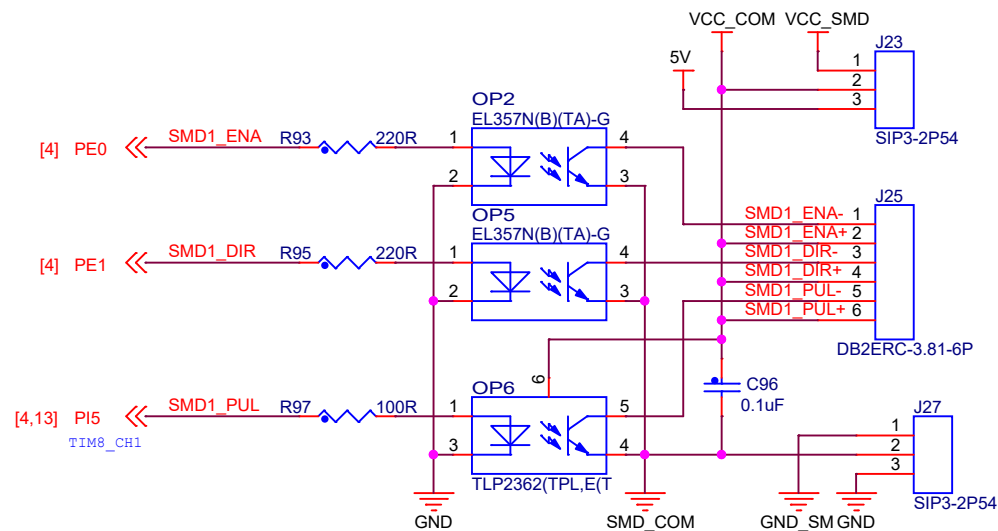 VCC_COM VCC_SMD
5V
J23
1
2
3
SIP3-2P54
OP2
EL357N(B)(TA)-G
[4] PE0 SMD1_ENA R93 220R 1 4
2 3
OP5
EL357N(B)(TA)-G
[4] PE1 SMD1_DIR R95 220R 1 4
2 3
J25
SMD1_ENA- 1
SMD1_ENA+ 2
SMD1_DIR- 3
SMD1_DIR+ 4
SMD1_PUL- 5
SMD1_PUL+ 6
DB2ERC-3.81-6P
OP6
6
[4,13] PI5 SMD1_PUL R97 100R 1 5
TIM8_CH1
3 4
TLP2362(TPL,E(T
C96
0.1uF
J27
1
2
3
SIP3-2P54
GND SMD_COM GND_SM GND